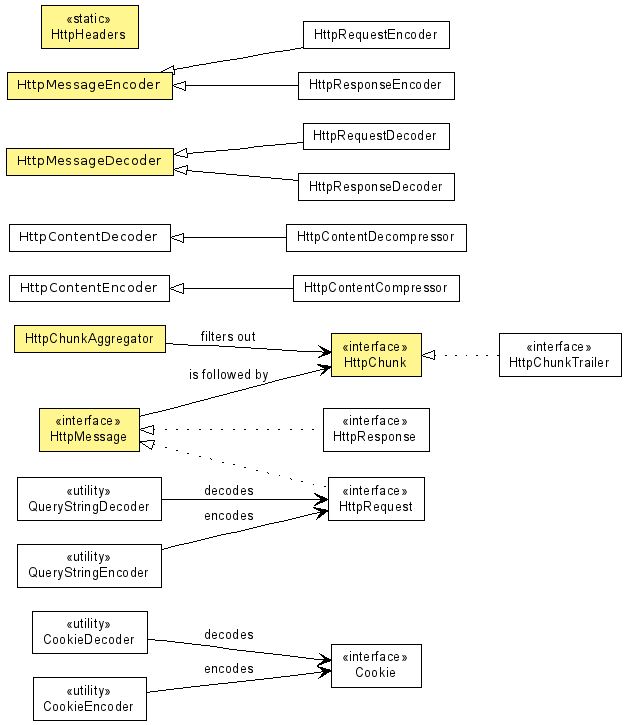 «static»
HttpHeaders
HttpRequestEncoder
HttpMessageEncoder
HttpResponseEncoder
HttpRequestDecoder
HttpMessageDecoder
HttpResponseDecoder
HttpContentDecoder
HttpContentDecompressor
HttpContentEncoder
HttpContentCompressor
HttpChunkAggregator
filters out
«interface»
HttpChunk
«interface»
HttpChunkTrailer
is followed by
«interface»
HttpMessage
«interface»
HttpResponse
«utility»
QueryStringDecoder
decodes
«interface»
HttpRequest
encodes
«utility»
QueryStringEncoder
«utility»
CookieDecoder
decodes
«interface»
Cookie
encodes
«utility»
CookieEncoder